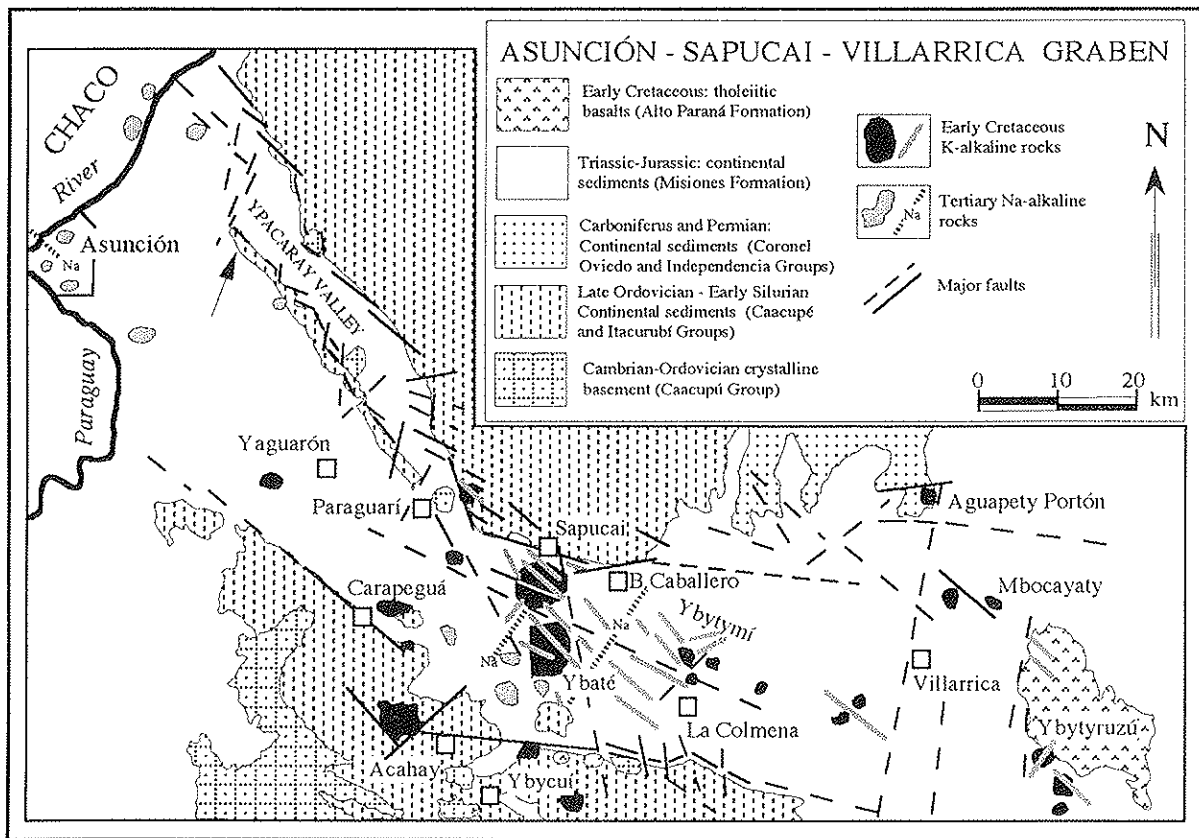 ASUNCIÓN - SAPUCAI - VILLARRICA GRABEN
Early Cretaceous: tholeiitic
basalts (Alto Paraná Formation)
Triassic-Jurassic: continental
sediments (Misiones Formation)
Carboniferus and Permian:
Continental sediments (Coronel
Oviedo and Independencia Groups)
Late Ordovician - Early Silurian
Continental sediments (Caacupé
and Itacurubí Groups)
Cambrian-Ordovician crystalline
basement (Caacupú Group)
Early Cretaceous
K-alkaline rocks
Na
Tertiary Na-alkaline
rocks
Major faults
N
0 10 20
km
CHACO
River
Asunción
Na
Paraguay
YPACARAY VALLEY
Yaguarón
Paraguarí
Sapucai
Aguapety Portón
Carapeguá
B. Caballero
Mbocayaty
Ybytymí
Na
Na
Ybaté
Villarrica
La Colmena
Ybytyruzú
Acahay
Ybycuí